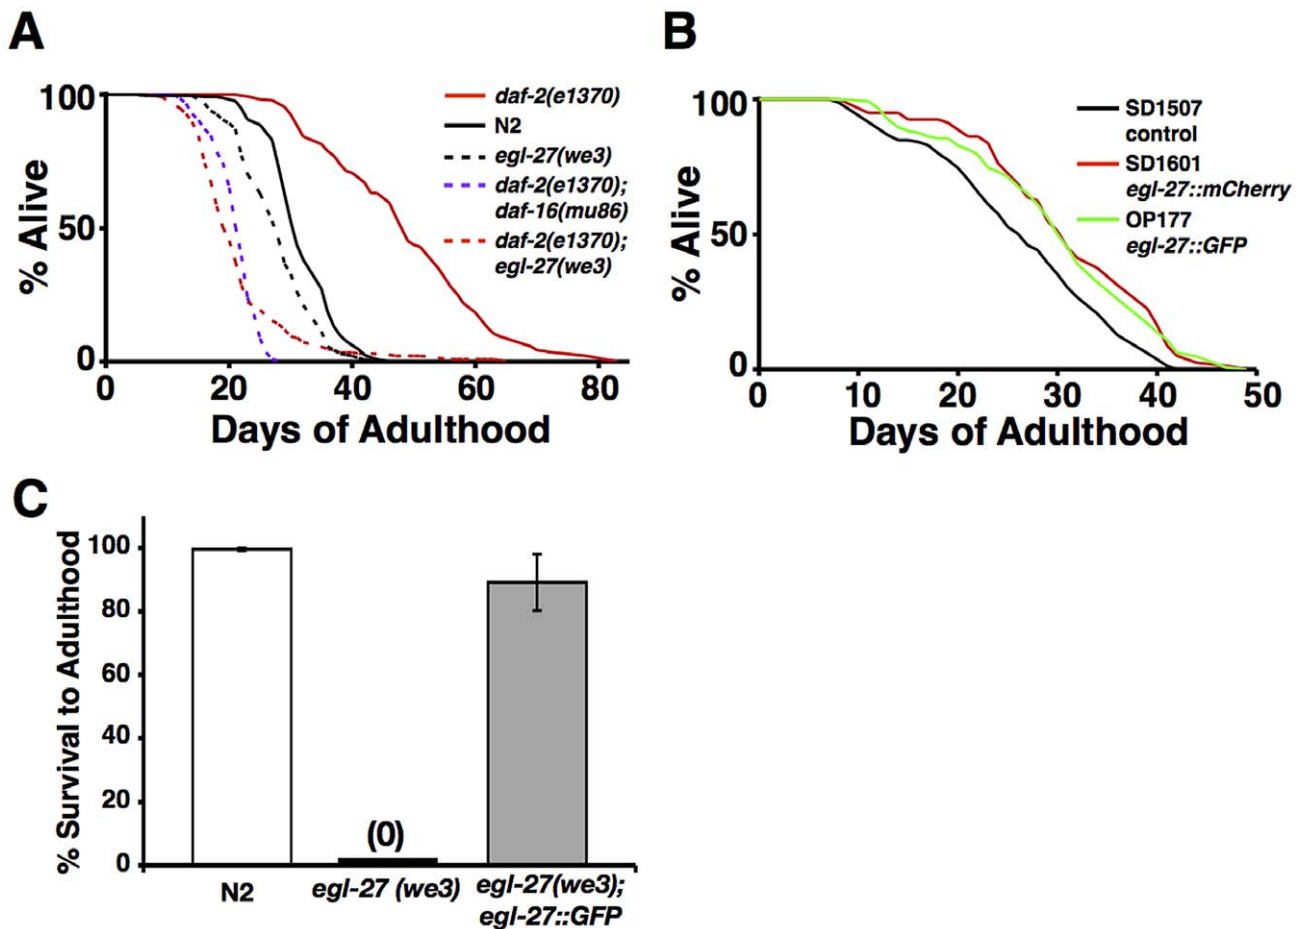 A
100
50
0
% Alive
0 20 40 60 80
Days of Adulthood
daf-2(e1370)
N2
egl-27(we3)
daf-2(e1370);
daf-16(mu86)
daf-2(e1370);
egl-27(we3)
B
100
50
0
% Alive
0 10 20 30 40 50
Days of Adulthood
SD1507
control
SD1601
egl-27::mCherry
OP177
egl-27::GFP
C
% Survival to Adulthood
100
80
60
40
20
0
(0)
N2
egl-27 (we3)
egl-27(we3);
egl-27::GFP